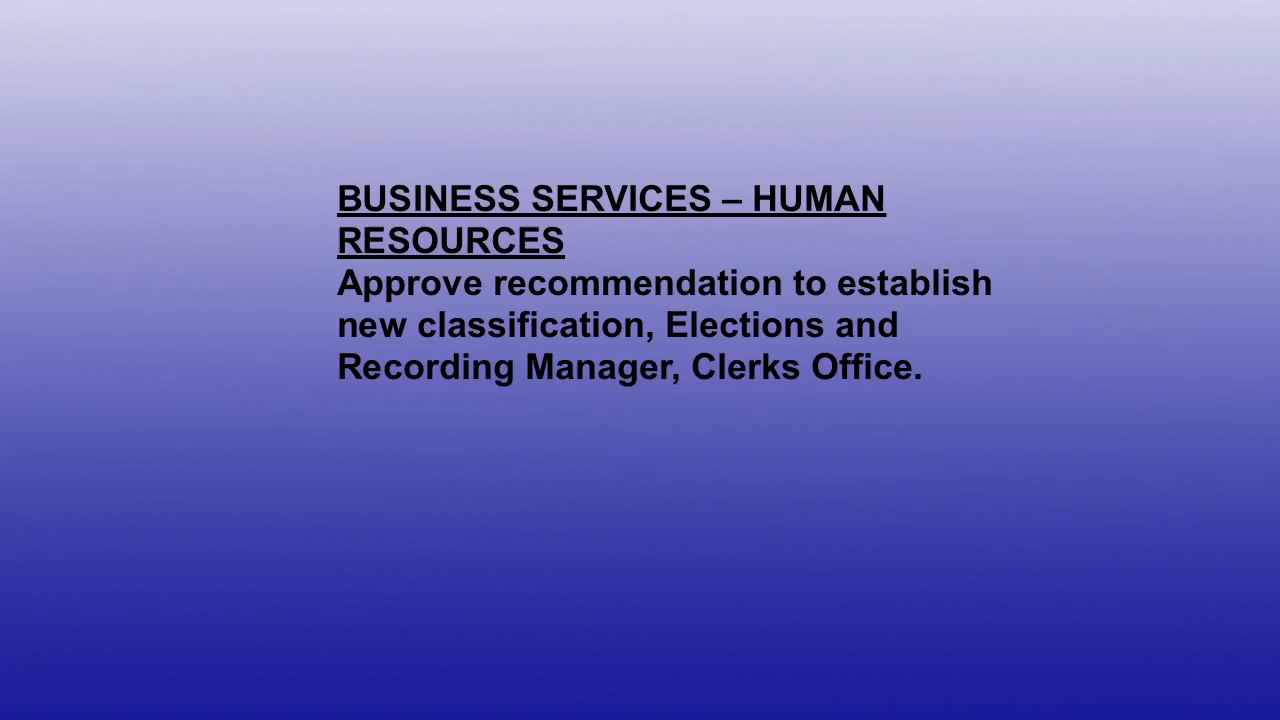 BUSINESS SERVICES – HUMAN
RESOURCES
Approve recommendation to establish
new classification, Elections and
Recording Manager, Clerks Office.